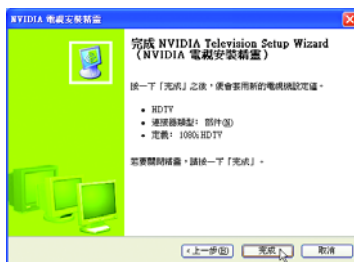 NVIDIA 電視安裝精靈
完成 NVIDIA Television Setup Wizard
（NVIDIA 電視安裝精靈）
按一下「完成」之後，便會套用新的電視機設定值。
• HDTV
• 連接器類型： 部件(N)
• 定義： 1080i HDTV
若要關閉精靈，請按一下「完成」。
<上一步(B)
完成
取消